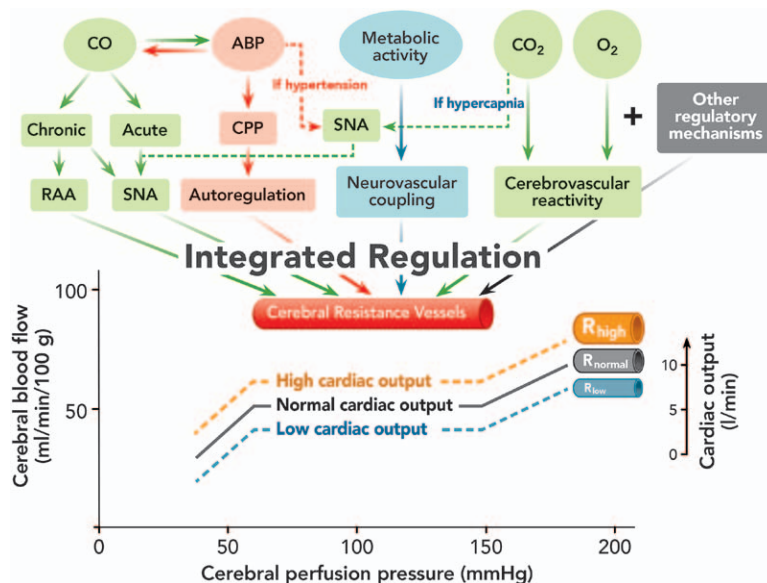 CO
ABP
Metabolic
activity
CO2
O2
If hypertension
If hypercapnia
Chronic
Acute
CPP
SNA
+
Other
regulatory
mechanisms
RAA
SNA
Autoregulation
Neurovascular
coupling
Cerebrovascular
reactivity
Integrated Regulation
Cerebral Resistance Vessels
100
50
0
50
100
150
200
Cerebral blood flow
(ml/min/100 g)
High cardiac output
Normal cardiac output
Low cardiac output
Rhigh
Rnormal
Rlow
10
5
0
Cardiac output
(l/min)
Cerebral perfusion pressure (mmHg)